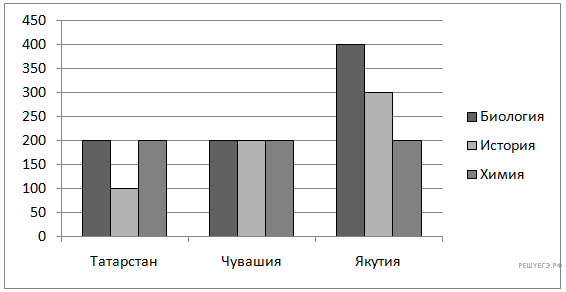 450
400
350
300
250
200
150
100
50
0
Татарстан
Чувашия
Якутия
Биология
История
Химия
РЕШУЕГЭ.РФ